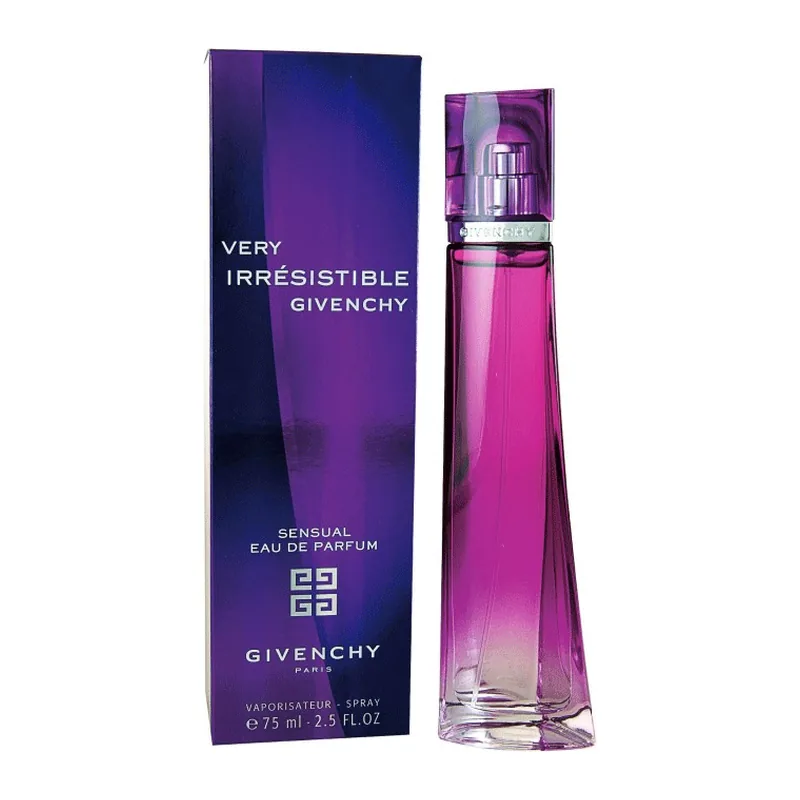 VERY
IRRÉSISTIBLE
GIVENCHY
SENSUAL
EAU DE PARFUM
GIVENCHY
PARIS
VAPORISATEUR - SPRAY
e 75 ml - 2.5 FL.OZ
GIVENCHY